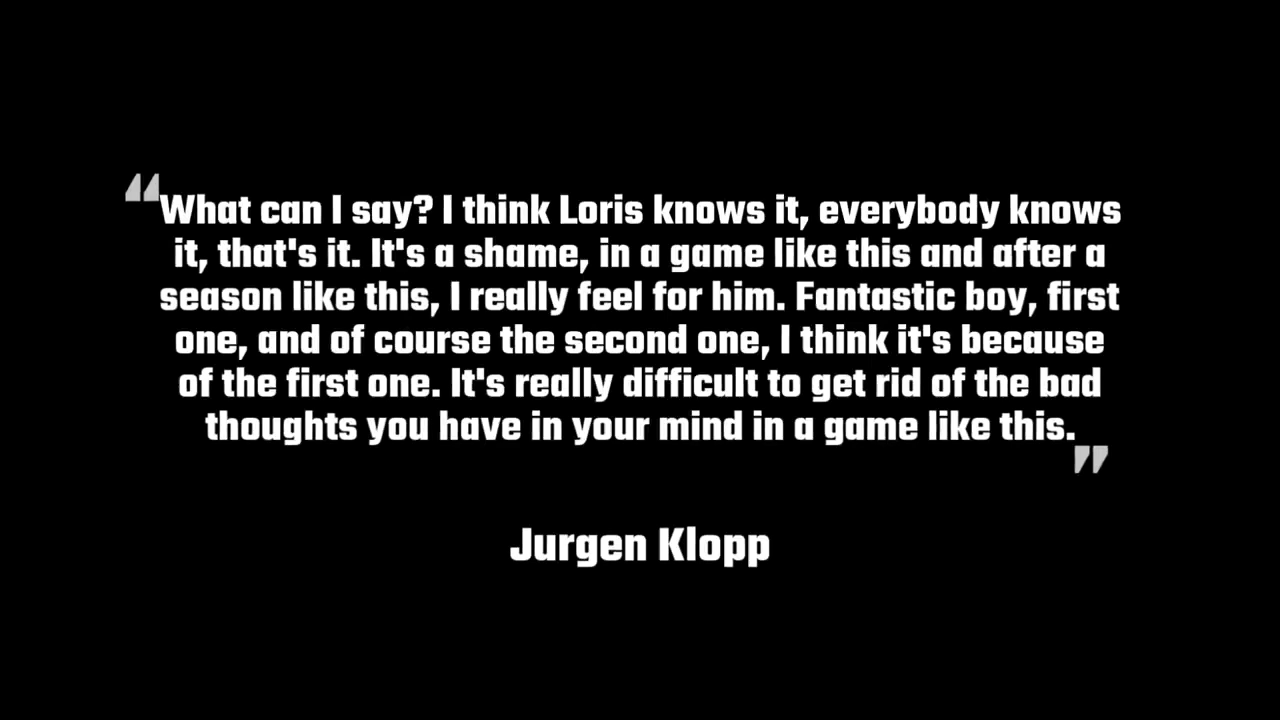 “What can I say? I think Loris knows it, everybody knows
it, that's it. It's a shame, in a game like this and after a
season like this, I really feel for him. Fantastic boy, first
one, and of course the second one, I think it's because
of the first one. It's really difficult to get rid of the bad
thoughts you have in your mind in a game like this.”
Jurgen Klopp